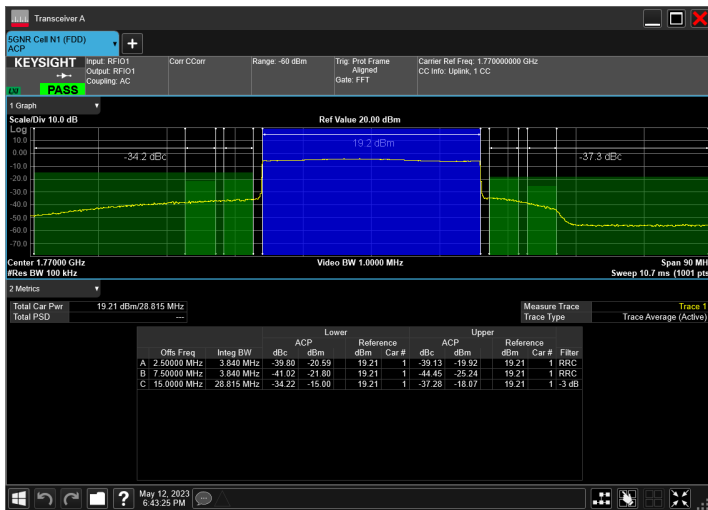 Transceiver A
5GNR Cell N1 (FDD)
ACP
+
KEYSIGHT
LXI
PASS
Input: RFIO1
Output: RFIO1
Coupling: AC
Corr CCorr
Range: -60 dBm
Trig: Prot Frame
Aligned
Gate: FFT
Carrier Ref Freq: 1.770000000 GHz
CC Info: Uplink, 1 CC
1 Graph
Scale/Div 10.0 dB
Ref Value 20.00 dBm
Log
10.0
0.00
-10.0
-20.0
-30.0
-40.0
-50.0
-60.0
-70.0
-34.2 dBc
19.2 dBm
-37.3 dBc
Center 1.77000 GHz
#Res BW 100 kHz
Video BW 1.0000 MHz
Span 90 MH
Sweep 10.7 ms (1001 pts
2 Metrics
Total Car Pwr 19.21 dBm/28.815 MHz
Total PSD ---
Measure Trace Trace 1
Trace Type Trace Average (Active)
Lower Upper
ACP Reference ACP Reference
Offs Freq Integ BW dBc dBm dBm Car # dBc dBm dBm Car # Filter
A 2.50000 MHz 3.840 MHz -39.80 -20.59 19.21 1 -39.13 -19.92 19.21 1 RRC
B 7.50000 MHz 3.840 MHz -41.02 -21.80 19.21 1 -44.45 -25.24 19.21 1 RRC
C 15.0000 MHz 28.815 MHz -34.22 -15.00 19.21 1 -37.28 -18.07 19.21 1 -3 dB
?
May 12, 2023
6:43:25 PM